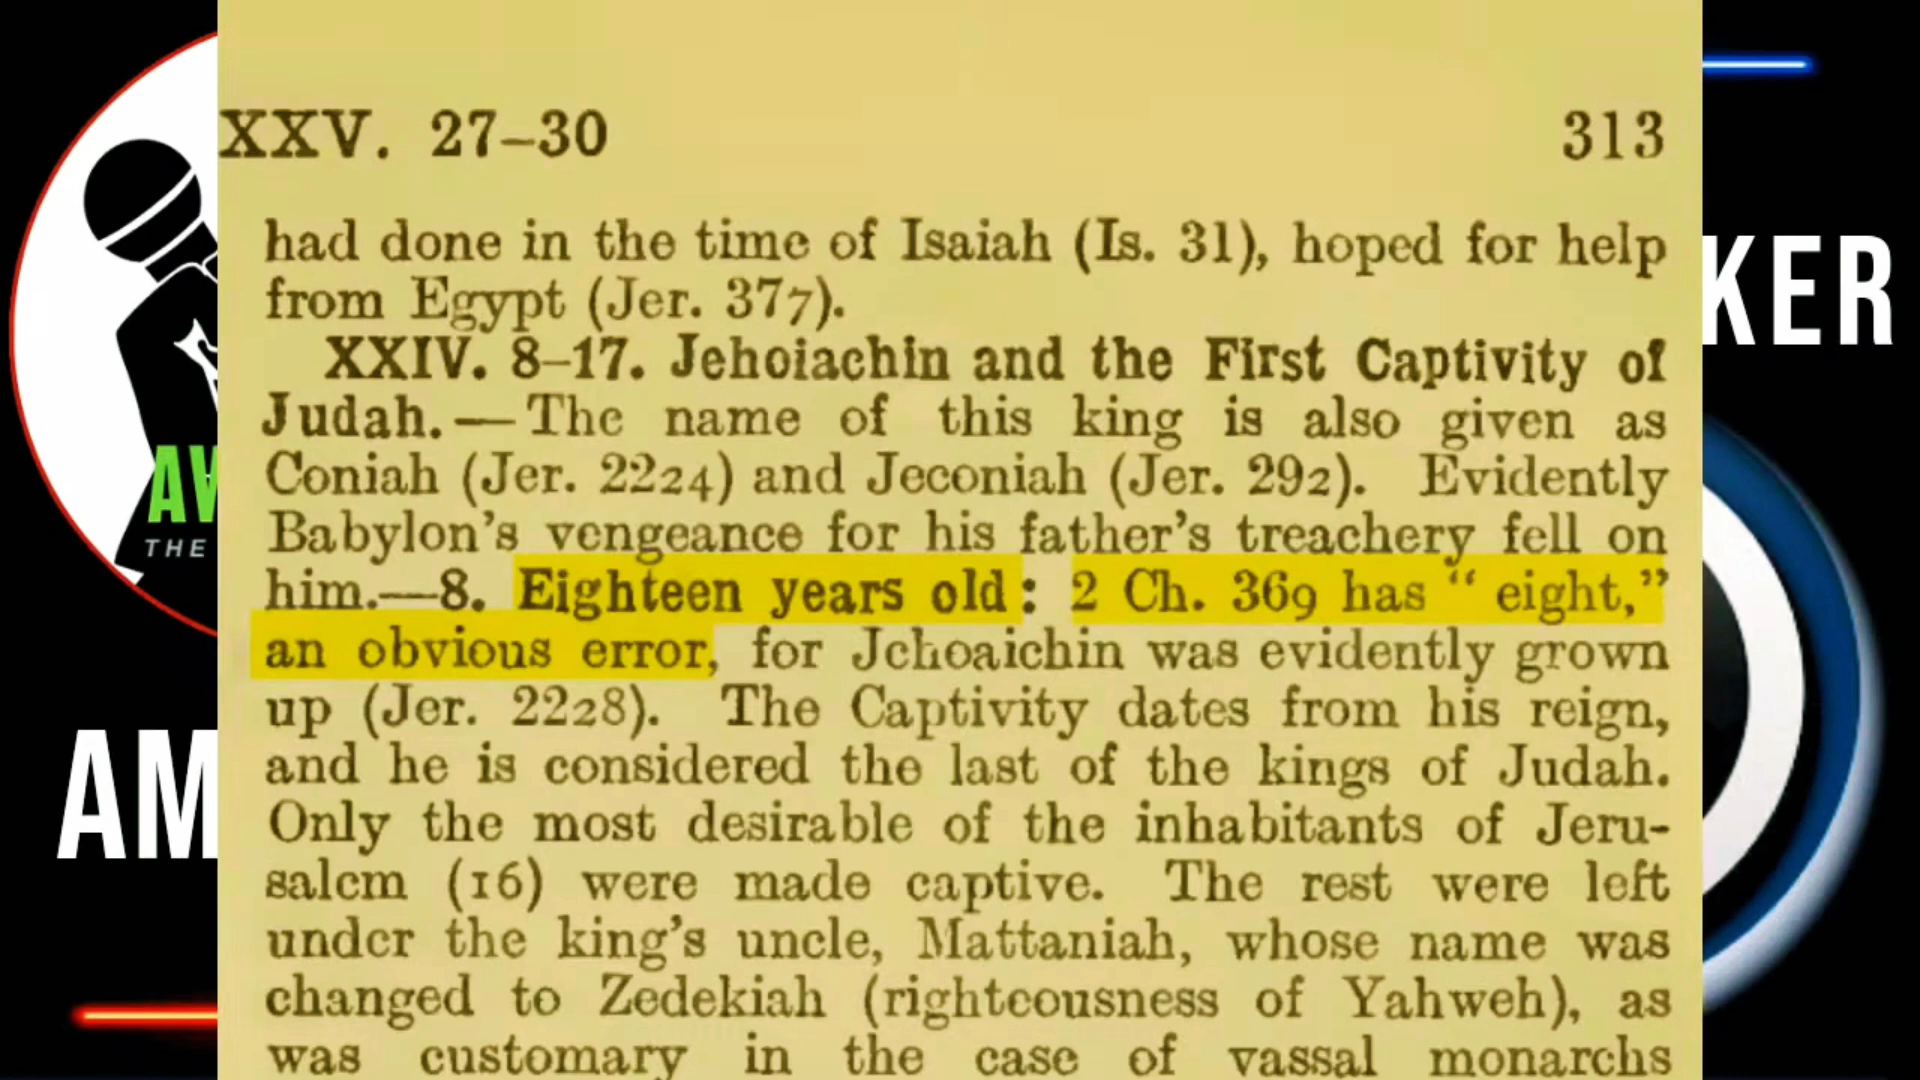 XXV. 27–30 313
had done in the time of Isaiah (Is. 31), hoped for help
from Egypt (Jer. 377).
XXIV. 8–17. Jehoiachin and the First Captivity of
Judah.—The name of this king is also given as
Coniah (Jer. 2224) and Jeconiah (Jer. 292). Evidently
Babylon's vengeance for his father's treachery fell on
him.—8. Eighteen years old: 2 Ch. 369 has “ eight,”
an obvious error, for Jehoaichin was evidently grown
up (Jer. 2228). The Captivity dates from his reign,
and he is considered the last of the kings of Judah.
Only the most desirable of the inhabitants of Jeru-
salem (16) were made captive. The rest were left
under the king's uncle, Mattaniah, whose name was
changed to Zedekiah (righteousness of Yahweh), as
was customary in the case of vassal monarchs
AV
THE
AM
KER